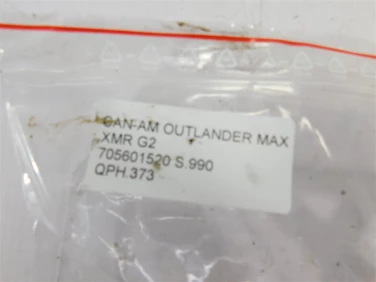 CAN-AM OUTLANDER MAX
XMR G2
705601520 S.990
QPH.373